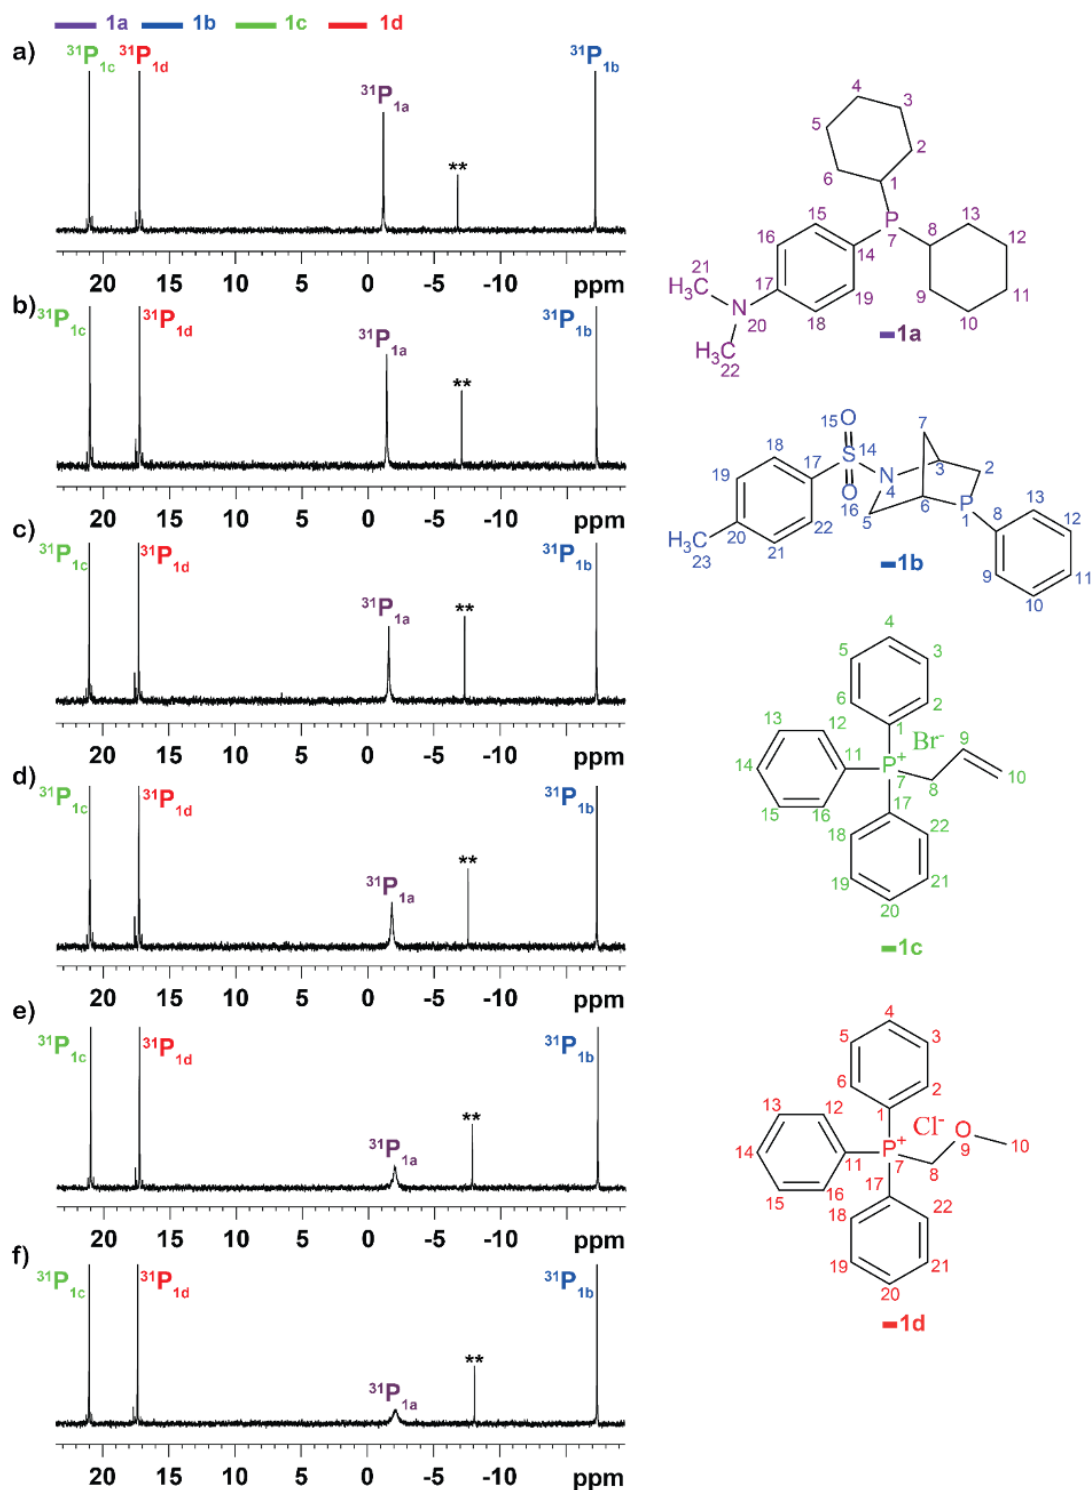 1a 1b 1c 1d
a)
31P1c 31P1d 31P1a ** 31P1b
20 15 10 5 0 -5 -10 ppm
b)
31P1c 31P1d 31P1a ** 31P1b
20 15 10 5 0 -5 -10 ppm
c)
31P1c 31P1d 31P1a ** 31P1b
20 15 10 5 0 -5 -10 ppm
d)
31P1c 31P1d 31P1a ** 31P1b
20 15 10 5 0 -5 -10 ppm
e)
31P1c 31P1d 31P1a ** 31P1b
20 15 10 5 0 -5 -10 ppm
f)
31P1c 31P1d 31P1a ** 31P1b
20 15 10 5 0 -5 -10 ppm
4 3
5 2
6 1
15 P 13
16 7 8 12
21 14
H3C 17 19 9 11
N 20 18 10
H3C 22
1a
15 O 7
18 S 14 3 2
19 17 N 4
O 16 6 P 1 8 13
22 5 12
H3C 20 21
23 9 11
10
1b
4
5 3
6 2
13 12 1 Br- 9
14 11 P+ 7 8 10
15 16 17
18 22
19 21
20
1c
4
5 3
6 2
13 12 1 Cl- O 10
14 11 P+ 7 9
8
15 16 17
18 22
19 21
20
1d